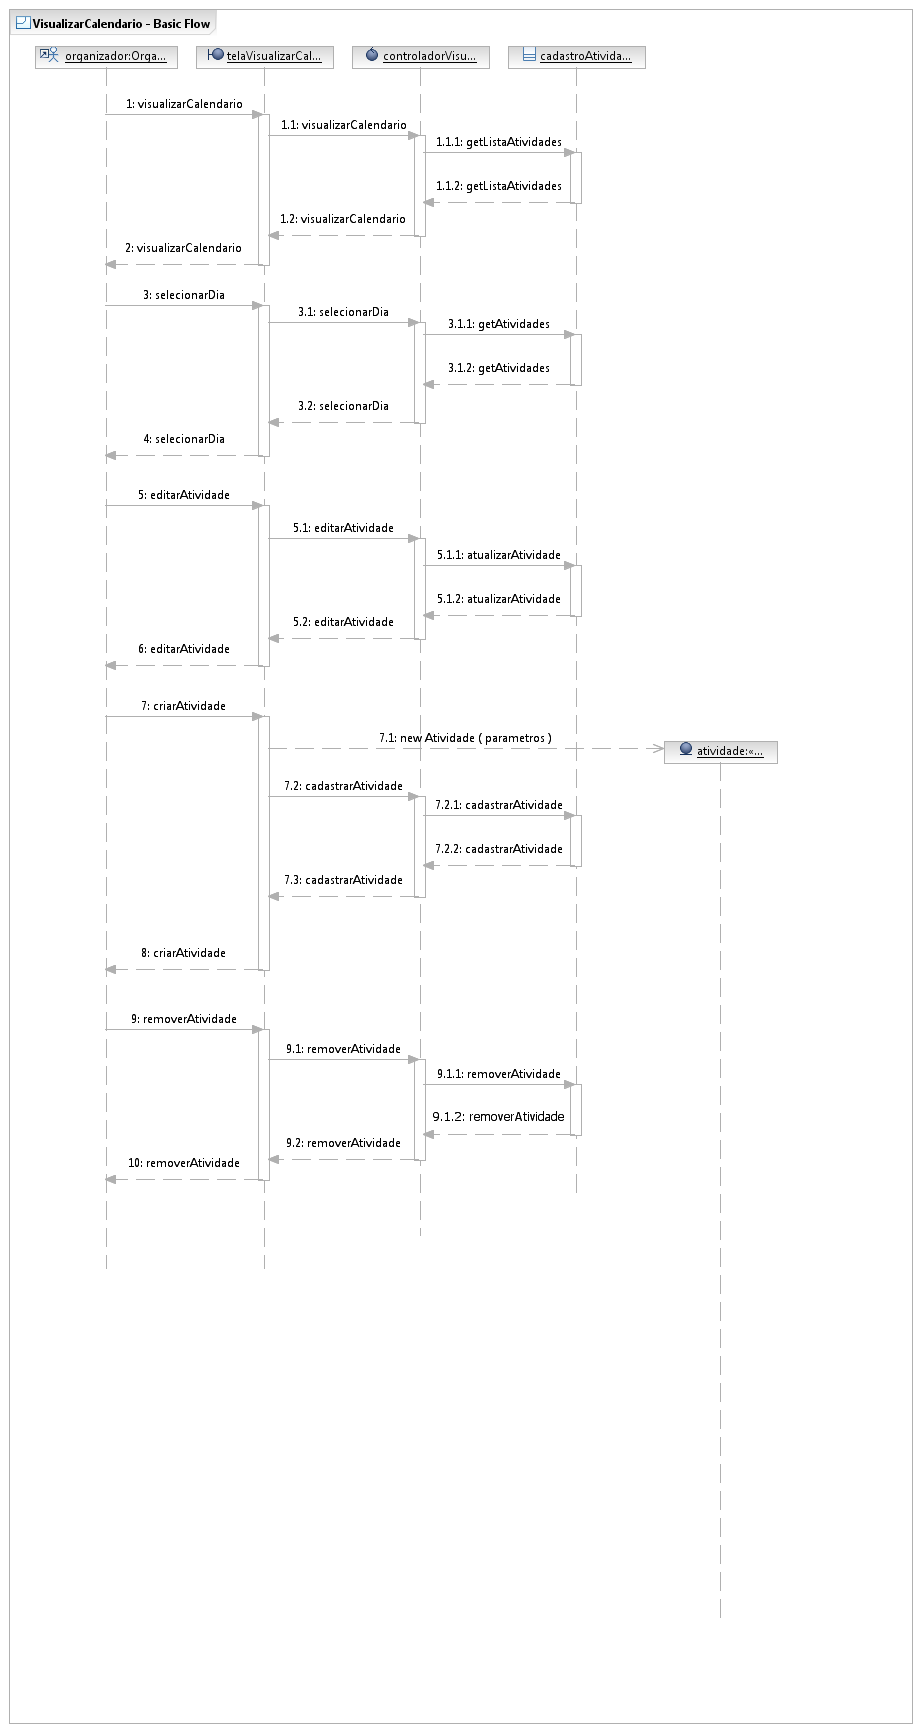 VisualizarCalendario - Basic Flow
organizador:Orga...
telaVisualizarCal...
controladorVisu...
cadastroAtivida...
1: visualizarCalendario
1.1: visualizarCalendario
1.1.1: getListaAtividades
1.1.2: getListaAtividades
1.2: visualizarCalendario
2: visualizarCalendario
3: selecionarDia
3.1: selecionarDia
3.1.1: getAtividades
3.1.2: getAtividades
3.2: selecionarDia
4: selecionarDia
5: editarAtividade
5.1: editarAtividade
5.1.1: atualizarAtividade
5.1.2: atualizarAtividade
5.2: editarAtividade
6: editarAtividade
7: criarAtividade
7.1: new Atividade ( parametros )
atividade:«...
7.2: cadastrarAtividade
7.2.1: cadastrarAtividade
7.2.2: cadastrarAtividade
7.3: cadastrarAtividade
8: criarAtividade
9: removerAtividade
9.1: removerAtividade
9.1.1: removerAtividade
9.1.2: removerAtividade
9.2: removerAtividade
10: removerAtividade